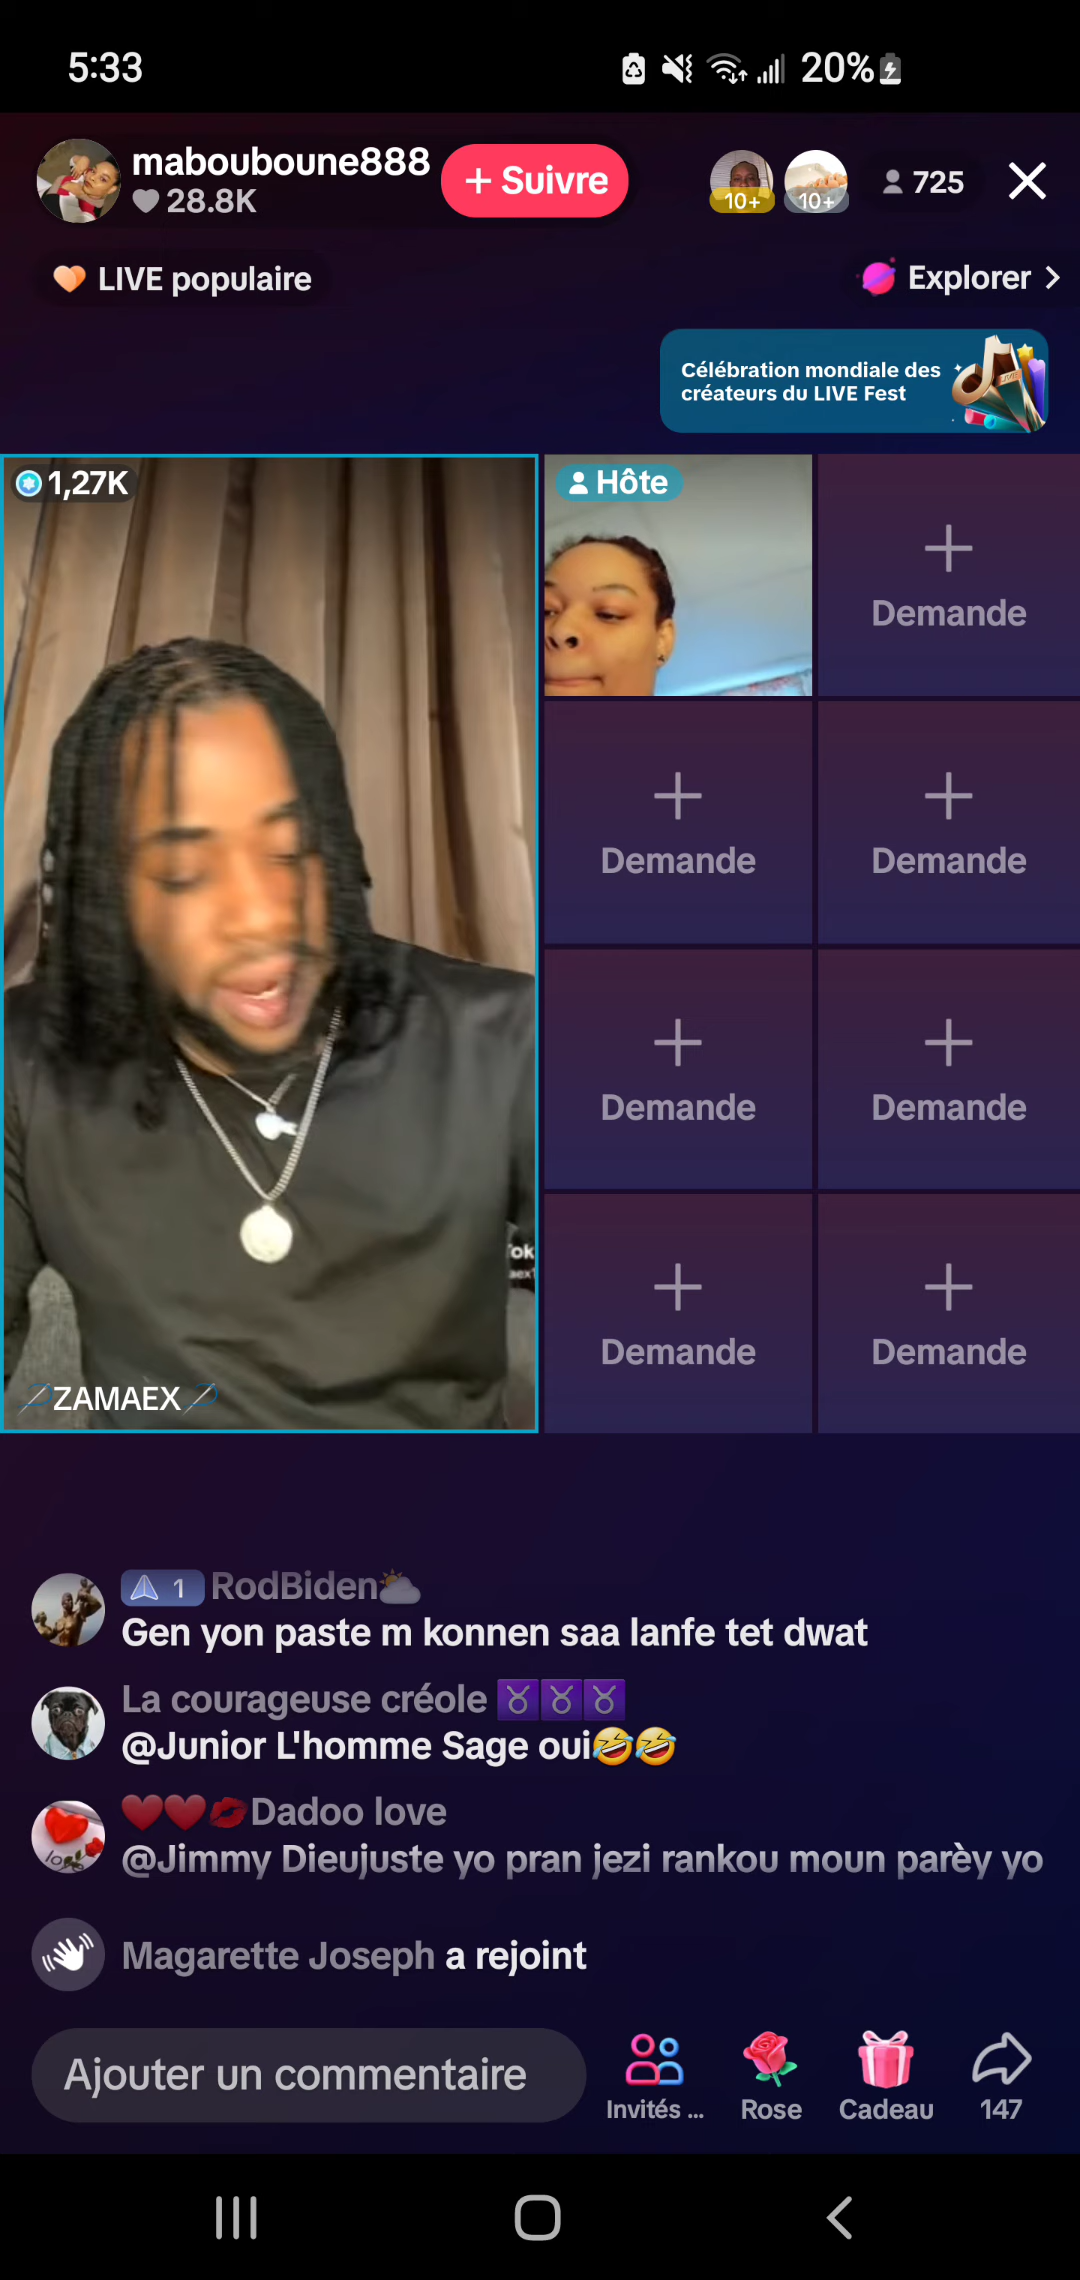 5:33
20%
mabouboune888
28.8K
+ Suivre
10+
10+
725
LIVE populaire
Explorer >
Célébration mondiale des
créateurs du LIVE Fest
1,27K
Hôte
Demande
Demande
Demande
Demande
Demande
Demande
Demande
ZAMAEX
1 RodBiden
Gen yon paste m konnen saa lanfe tet dwat
La courageuse créole ♉♉♉
@Junior L'homme Sage oui🤣🤣
❤️❤️💋Dadoo love
@Jimmy Dieujuste yo pran jezi rankou moun parèy yo
Magarette Joseph a rejoint
Ajouter un commentaire
Invités ...
Rose
Cadeau
147